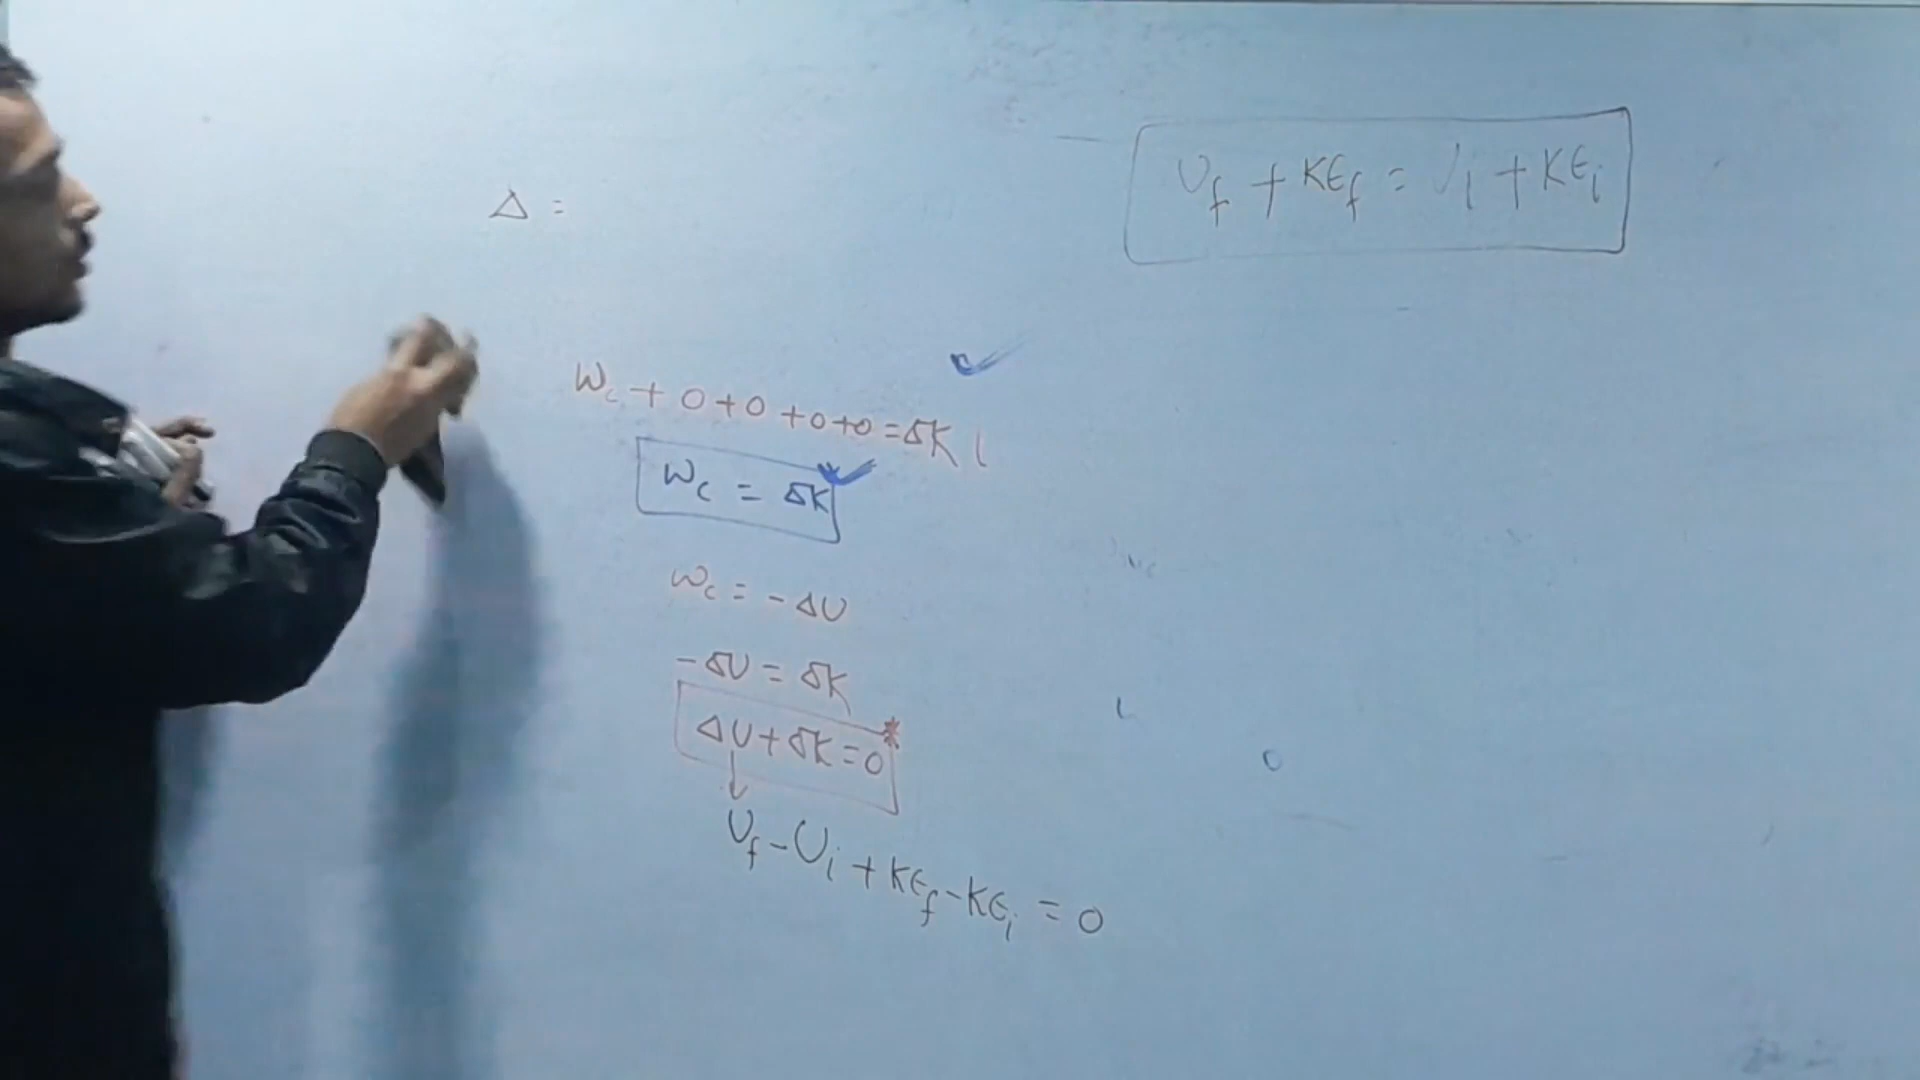 Δ =
U_f + KE_f = U_i + KE_i
W_c + 0 + 0 + 0 + 0 = ΔK
W_c = ΔK
W_c = - ΔU
- ΔU = ΔK
ΔU + ΔK = 0
U_f - U_i + KE_f - KE_i = 0